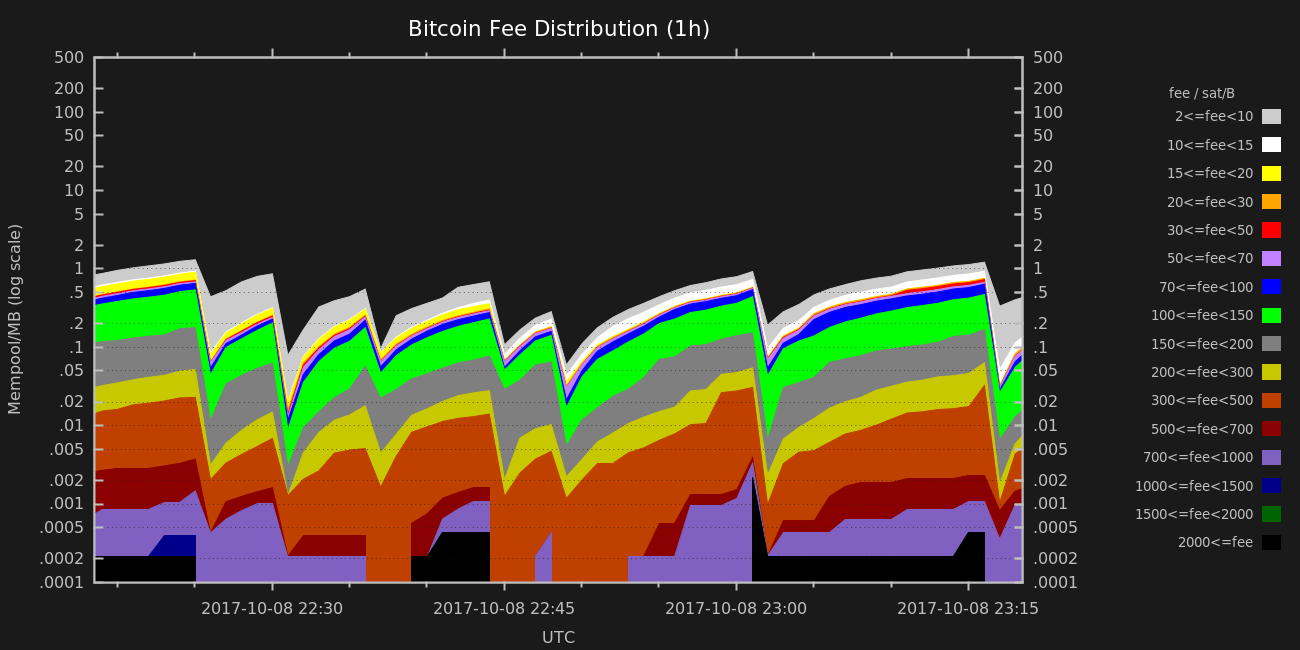 Bitcoin Fee Distribution (1h)
500 500
200 200
100 100
50 50
20 20
10 10
5 5
2 2
1 1
.5 .5
.2 .2
.1 .1
.05 .05
.02 .02
.01 .01
.005 .005
.002 .002
.001 .001
.0005 .0005
.0002 .0002
.0001 .0001
Mempool/MB (log scale)
2017-10-08 22:30 2017-10-08 22:45 2017-10-08 23:00 2017-10-08 23:15
UTC
fee / sat/B
2<=fee<10
10<=fee<15
15<=fee<20
20<=fee<30
30<=fee<50
50<=fee<70
70<=fee<100
100<=fee<150
150<=fee<200
200<=fee<300
300<=fee<500
500<=fee<700
700<=fee<1000
1000<=fee<1500
1500<=fee<2000
2000<=fee